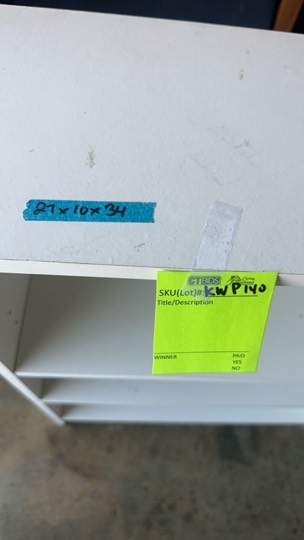 27x10x34
CTBIDS
SKU(Lot)#: KWP140
Title/Description
WINNER PAID
YES
NO